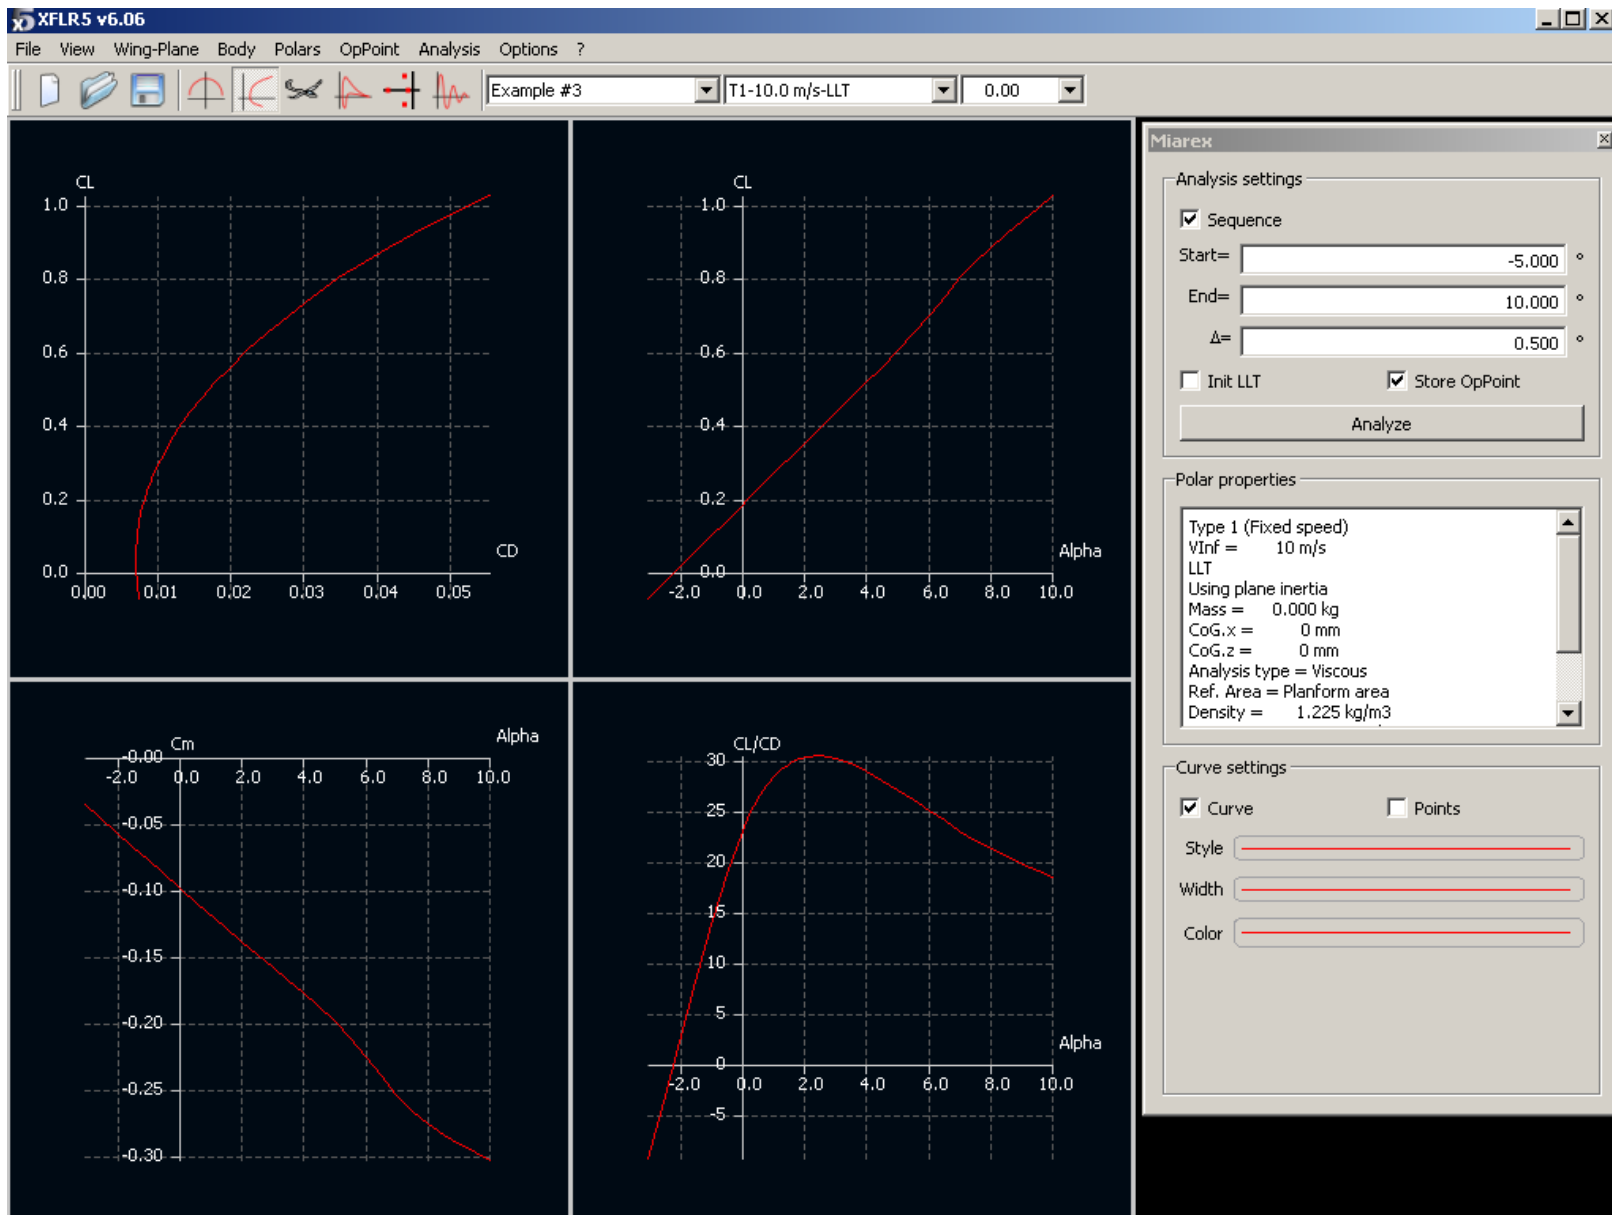 XFLR5 v6.06
File View Wing-Plane Body Polars OpPoint Analysis Options ?
Example #3 T1-10.0 m/s-LLT 0.00
CL
1.0
0.8
0.6
0.4
0.2
0.0
CD
0.00 0.01 0.02 0.03 0.04 0.05
CL
1.0
0.8
0.6
0.4
0.2
0.0
Alpha
-2.0 0.0 2.0 4.0 6.0 8.0 10.0
Cm
Alpha
-0.00
-2.0 0.0 2.0 4.0 6.0 8.0 10.0
-0.05
-0.10
-0.15
-0.20
-0.25
-0.30
CL/CD
30
25
20
15
10
5
0
Alpha
-2.0 0.0 2.0 4.0 6.0 8.0 10.0
-5
Miarex
Analysis settings
Sequence
Start= -5.000 °
End= 10.000 °
Δ= 0.500 °
Init LLT Store OpPoint
Analyze
Polar properties
Type 1 (Fixed speed)
VInf = 10 m/s
LLT
Using plane inertia
Mass = 0.000 kg
CoG.x = 0 mm
CoG.z = 0 mm
Analysis type = Viscous
Ref. Area = Planform area
Density = 1.225 kg/m3
Curve settings
Curve Points
Style
Width
Color